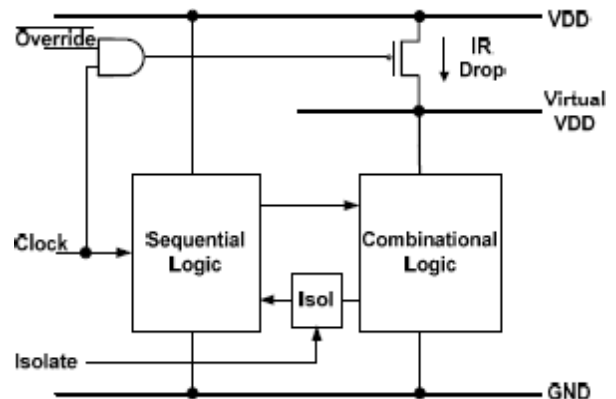 VDD
Override
IR
Drop
Virtual
VDD
Clock
Sequential
Logic
Combinational
Logic
Isol
Isolate
GND